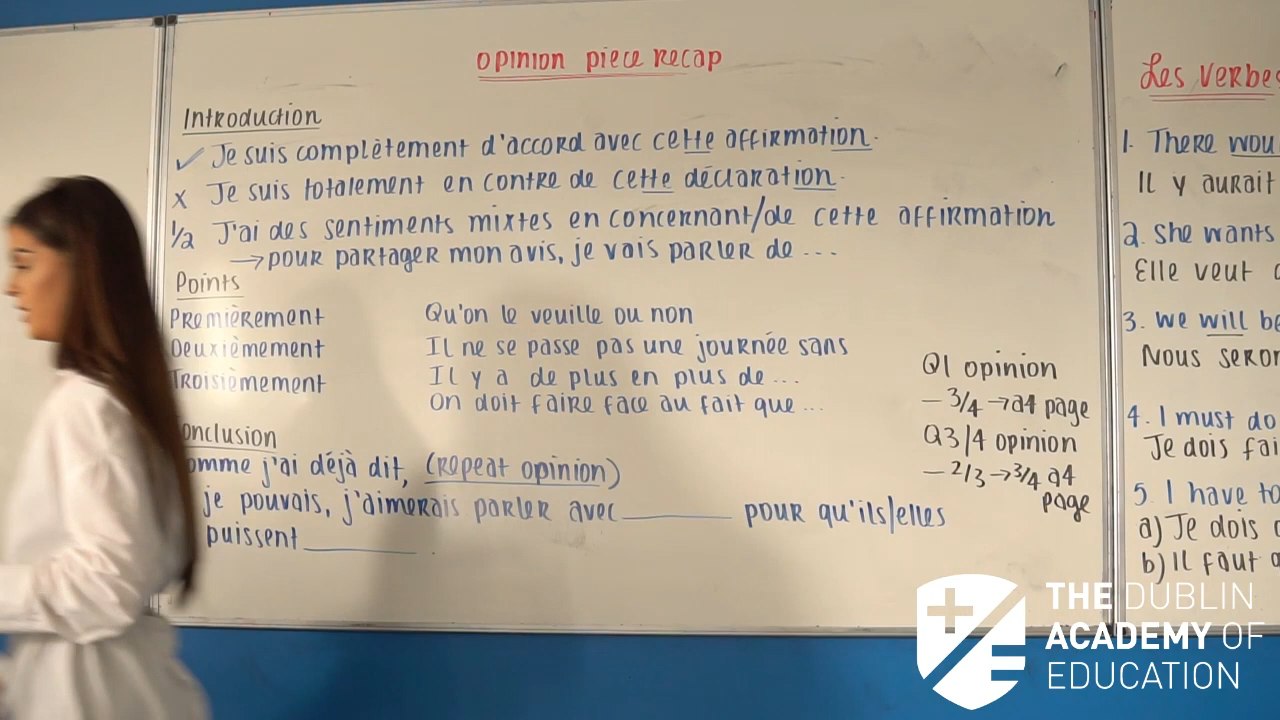 Opinion piece recap
Introduction
✓ Je suis complètement d'accord avec cette affirmation.
x Je suis totalement en contre de cette déclaration.
1/2 J'ai des sentiments mixtes en concernant/de cette affirmation
→ pour partager mon avis, je vais parler de ...
Points
Premièrement Qu'on le veuille ou non
Deuxièmement Il ne se passe pas une journée sans
Troisièmement Il y a de plus en plus de ...
On doit faire face au fait que ...
onclusion
omme j'ai déjà dit, (repeat opinion)
je pouvais, j'aimerais parler avec ______ pour qu'ils/elles
puissent ______.
Q1 opinion
- 3/4 → a4 page
Q3/4 opinion
- 2/3 → 3/4 a4
page
Les verbes
1. There wou
Il y aurait
2. She wants
Elle veut
3. We will be
Nous seron
4. I must do
Je dois fai
5. I have to
a) Je dois
b) Il faut
THE DUBLIN
ACADEMY OF
EDUCATION